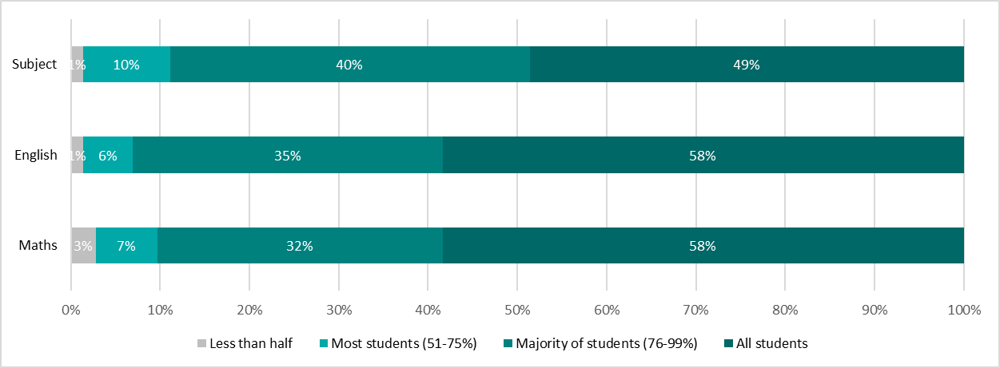 Subject 1% 10% 40% 49%
English 1% 6% 35% 58%
Maths 3% 7% 32% 58%
0% 10% 20% 30% 40% 50% 60% 70% 80% 90% 100%
Less than half Most students (51-75%) Majority of students (76-99%) All students